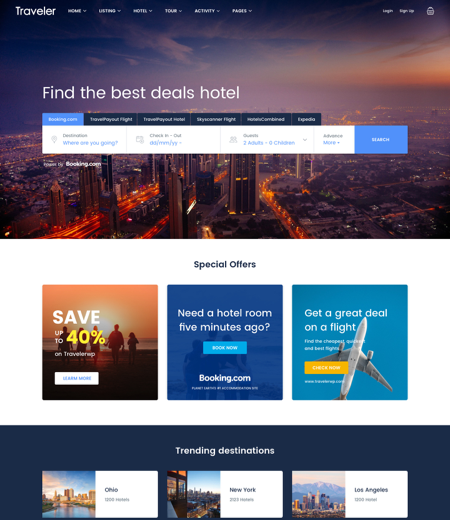 Traveler
HOME LISTING HOTEL TOUR ACTIVITY PAGES Login Sign Up
Find the best deals hotel
Booking.com TravelPayout Flight TravelPayout Hotel Skyscanner Flight HotelsCombined Expedia
Destination Check In - Out Guests Advance
Where are you going? dd/mm/yy - 2 Adults - 0 Children More SEARCH
Booking.com
Special Offers
SAVE
UP TO 40%
on Travelerwp
LEARN MORE
Need a hotel room
five minutes ago?
BOOK NOW
Booking.com
PLANET EARTH'S #1 ACCOMMODATION SITE
Get a great deal
on a flight
Find the cheapest, quickest
and best flights
CHECK NOW
www.travelerwp.com
Trending destinations
Ohio
1200 Hotels
New York
Hotels
Los Angeles
1200 Hotel